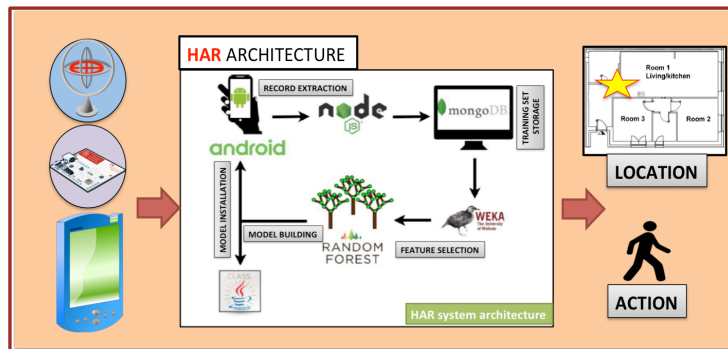 HAR ARCHITECTURE
RECORD EXTRACTION
node
JS
mongoDB
TRAINING SET
STORAGE
android
MODEL INSTALLATION
MODEL BUILDING
RANDOM
FOREST
FEATURE SELECTION
WEKA
The University
of Waikato
CLASS
HAR system architecture
Room 1
Living/kitchen
Room 3
Room 2
LOCATION
ACTION